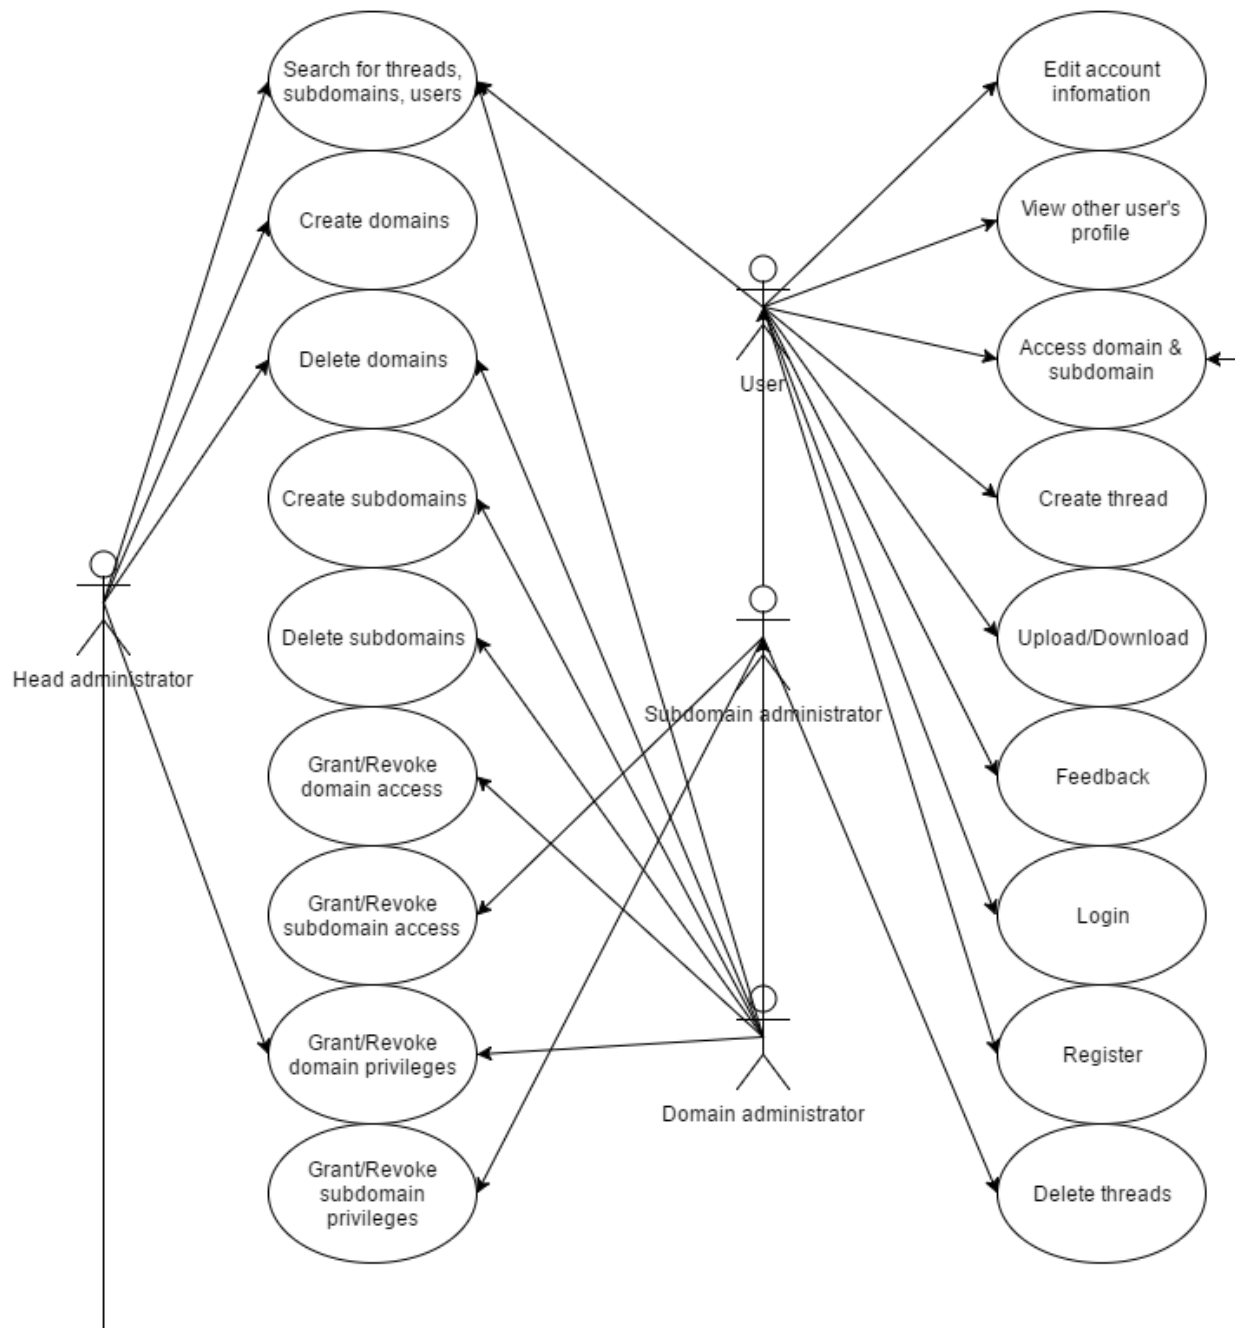 Search for threads,
subdomains, users
Create domains
Delete domains
Create subdomains
Delete subdomains
Grant/Revoke
domain access
Grant/Revoke
subdomain access
Grant/Revoke
domain privileges
Grant/Revoke
subdomain
privileges
Head administrator
User
Subdomain administrator
Domain administrator
Edit account
infomation
View other user's
profile
Access domain &
subdomain
Create thread
Upload/Download
Feedback
Login
Register
Delete threads